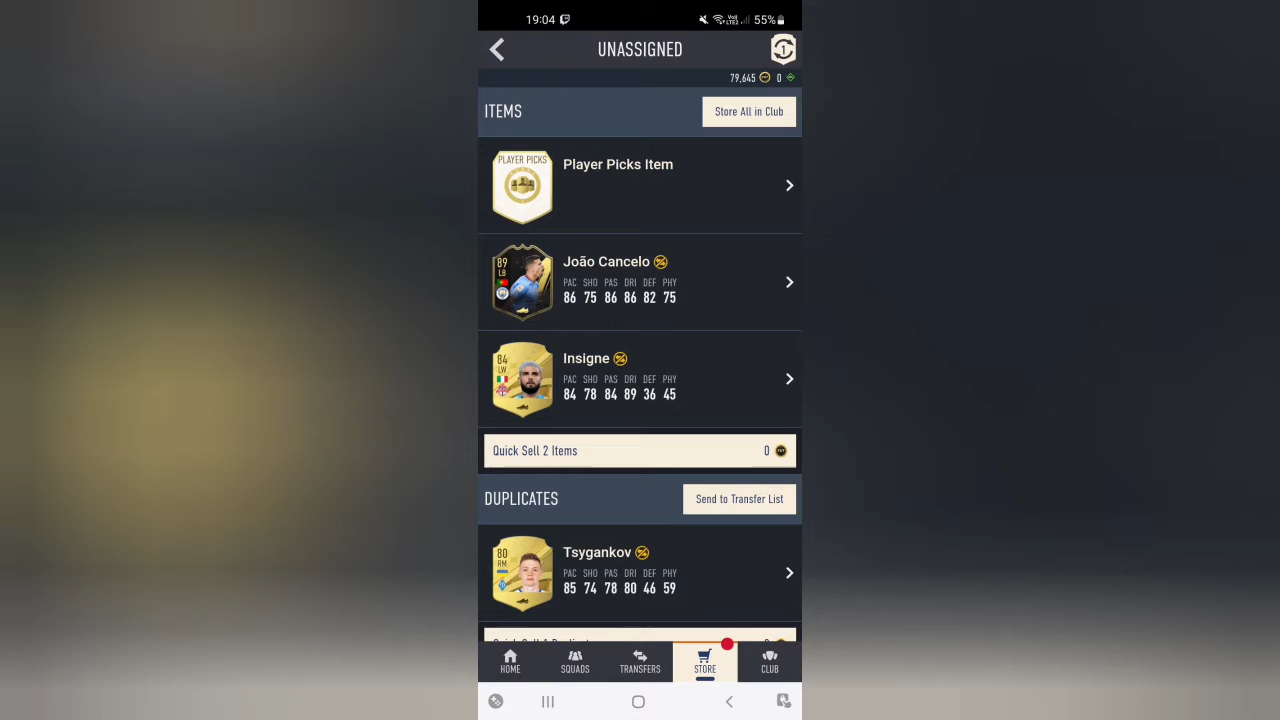 19:04 55%
UNASSIGNED
1
79,645 0
ITEMS Store All in Club
PLAYER PICKS
Player Picks Item
89
LB
João Cancelo
PAC SHO PAS DRI DEF PHY
86 75 86 86 82 75
84
LW
Insigne
PAC SHO PAS DRI DEF PHY
84 78 84 89 36 45
Quick Sell 2 Items 0
DUPLICATES Send to Transfer List
80
RM
Tsygankov
PAC SHO PAS DRI DEF PHY
85 74 78 80 46 59
HOME SQUADS TRANSFERS STORE CLUB